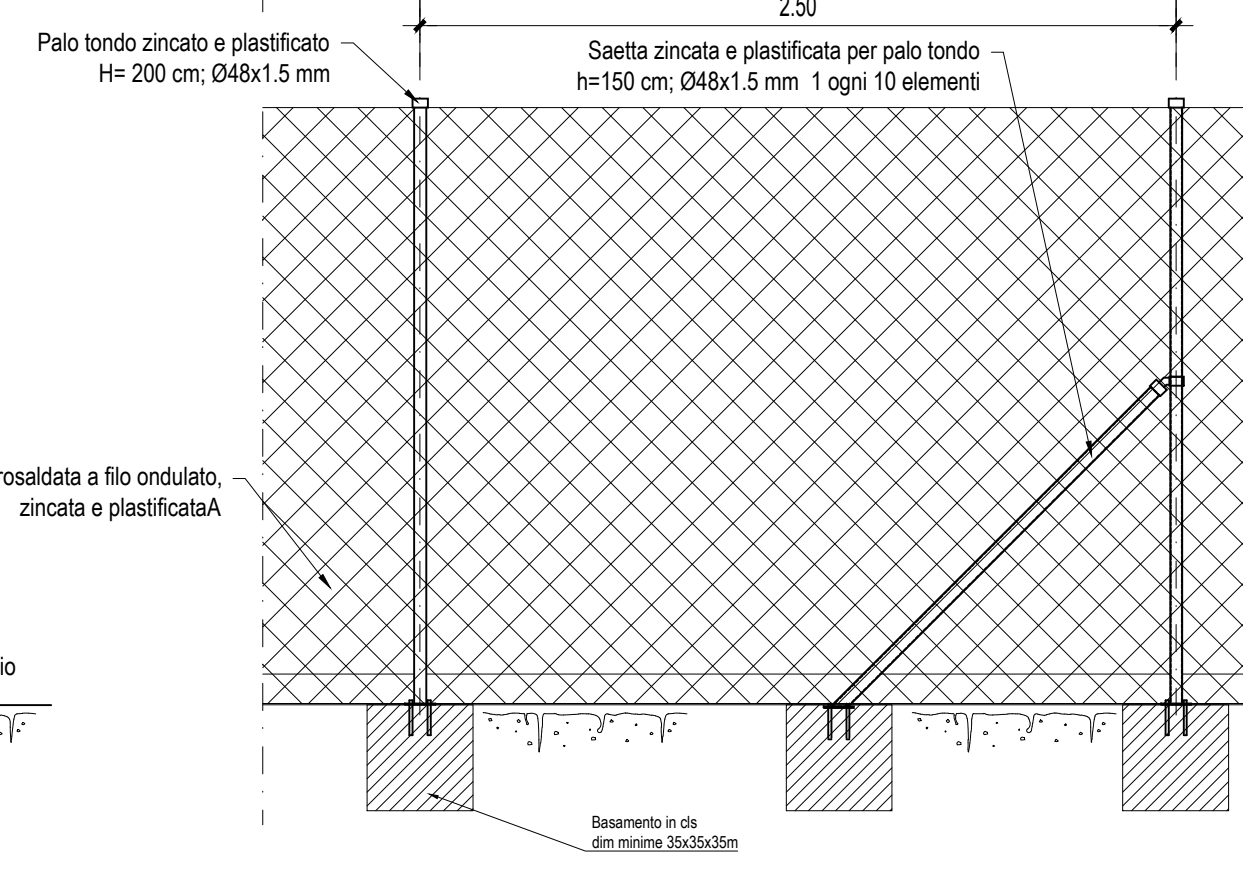 2.50
Palo tondo zincato e plastificato
H= 200 cm; Ø48x1.5 mm
Saetta zincata e plastificata per palo tondo
h=150 cm; Ø48x1.5 mm 1 ogni 10 elementi
rosaldata a filo ondulato,
zincata e plastificataA
io
Basamento in cls
dim minime 35x35x35m